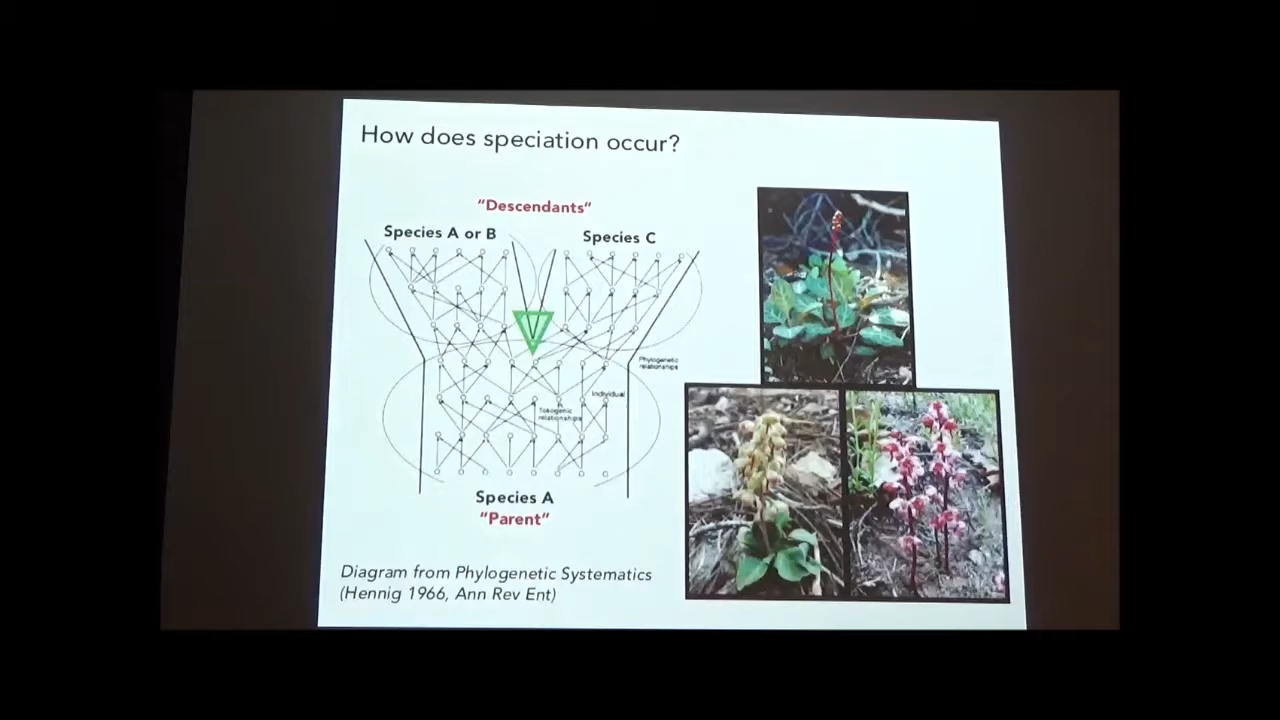 How does speciation occur?
“Descendants”
Species A or B
Species C
Phylogenetic
relationships
Individual
Tokogenic
relationships
Species A
“Parent”
Diagram from Phylogenetic Systematics
(Hennig 1966, Ann Rev Ent)